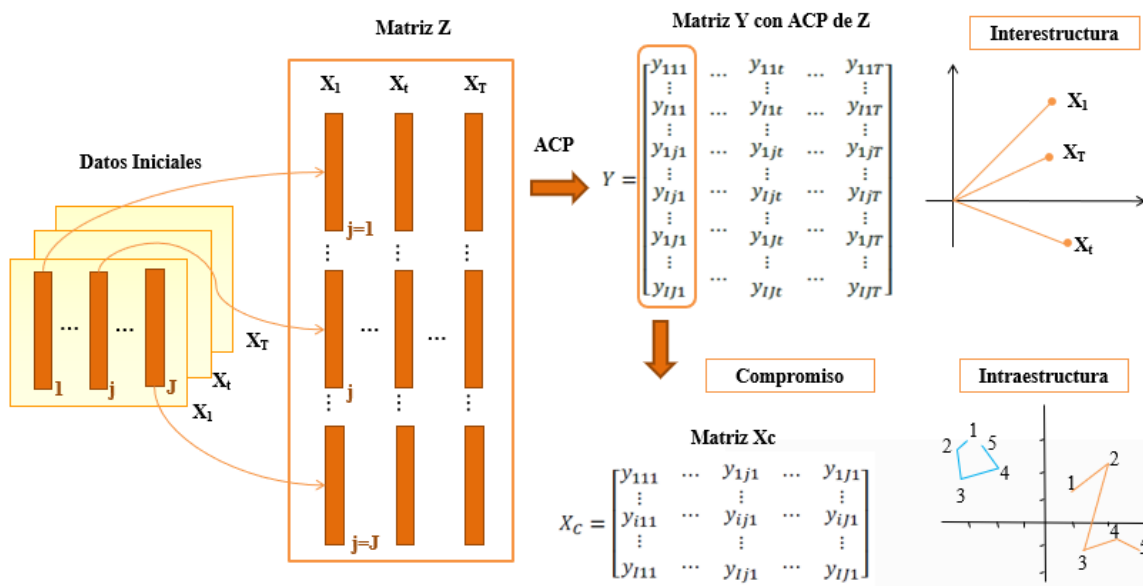 Matriz Z
Matriz Y con ACP de Z
Interestructura
X1 Xt XT
Datos Iniciales
ACP
j=1
⋮ ⋮ ⋮
... ...
j
⋮ ⋮ ⋮
j=J
... ...
1 j J
X1
Xt
XT
Y =
y111 ... y11t ... y11T
⋮ ⋮ ⋮
yI11 ... yI1t ... yI1T
⋮ ⋮ ⋮
y1j1 ... y1jt ... y1jT
⋮ ⋮ ⋮
yIj1 ... yIjt ... yIjT
⋮ ⋮ ⋮
y1J1 ... y1Jt ... y1JT
⋮ ⋮ ⋮
yIJ1 ... yIJt ... yIJT
X1
XT
Xt
Compromiso
Intraestructura
Matriz Xc
XC =
y111 ... y1j1 ... y1J1
⋮ ⋮ ⋮
yi11 ... yij1 ... yiJ1
⋮ ⋮ ⋮
yI11 ... yIj1 ... yIJ1
1
2 5
4
3
2
1
4
3 5